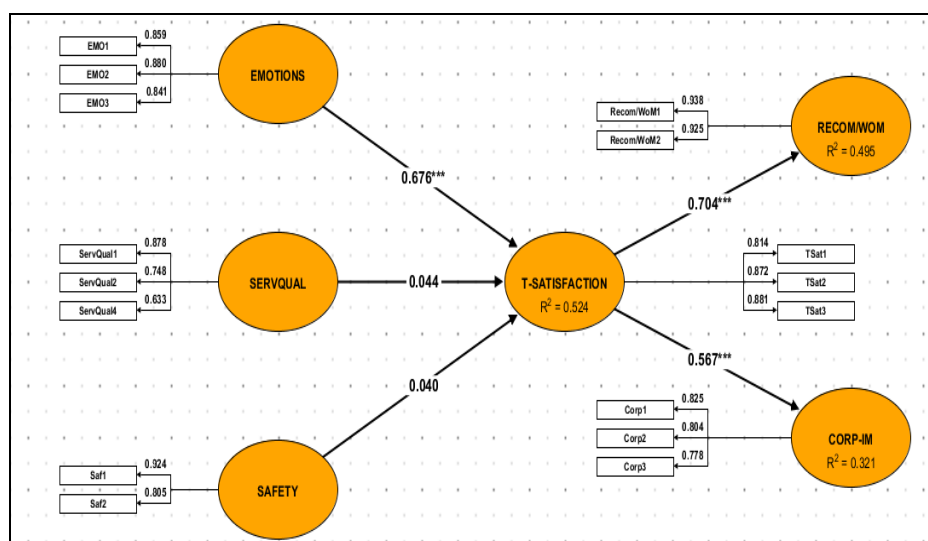 EMO1
0.859
EMO2
0.880
EMO3
0.841
EMOTIONS
0.676***
ServQual1
0.878
ServQual2
0.748
ServQual4
0.633
SERVQUAL
0.044
Saf1
0.924
Saf2
0.805
SAFETY
0.040
T-SATISFACTION
R² = 0.524
TSat1
0.814
TSat2
0.872
TSat3
0.881
0.704***
Recom/WoM1
0.938
Recom/WoM2
0.925
RECOM/WOM
R² = 0.495
0.567***
Corp1
0.825
Corp2
0.804
Corp3
0.778
CORP-IM
R² = 0.321